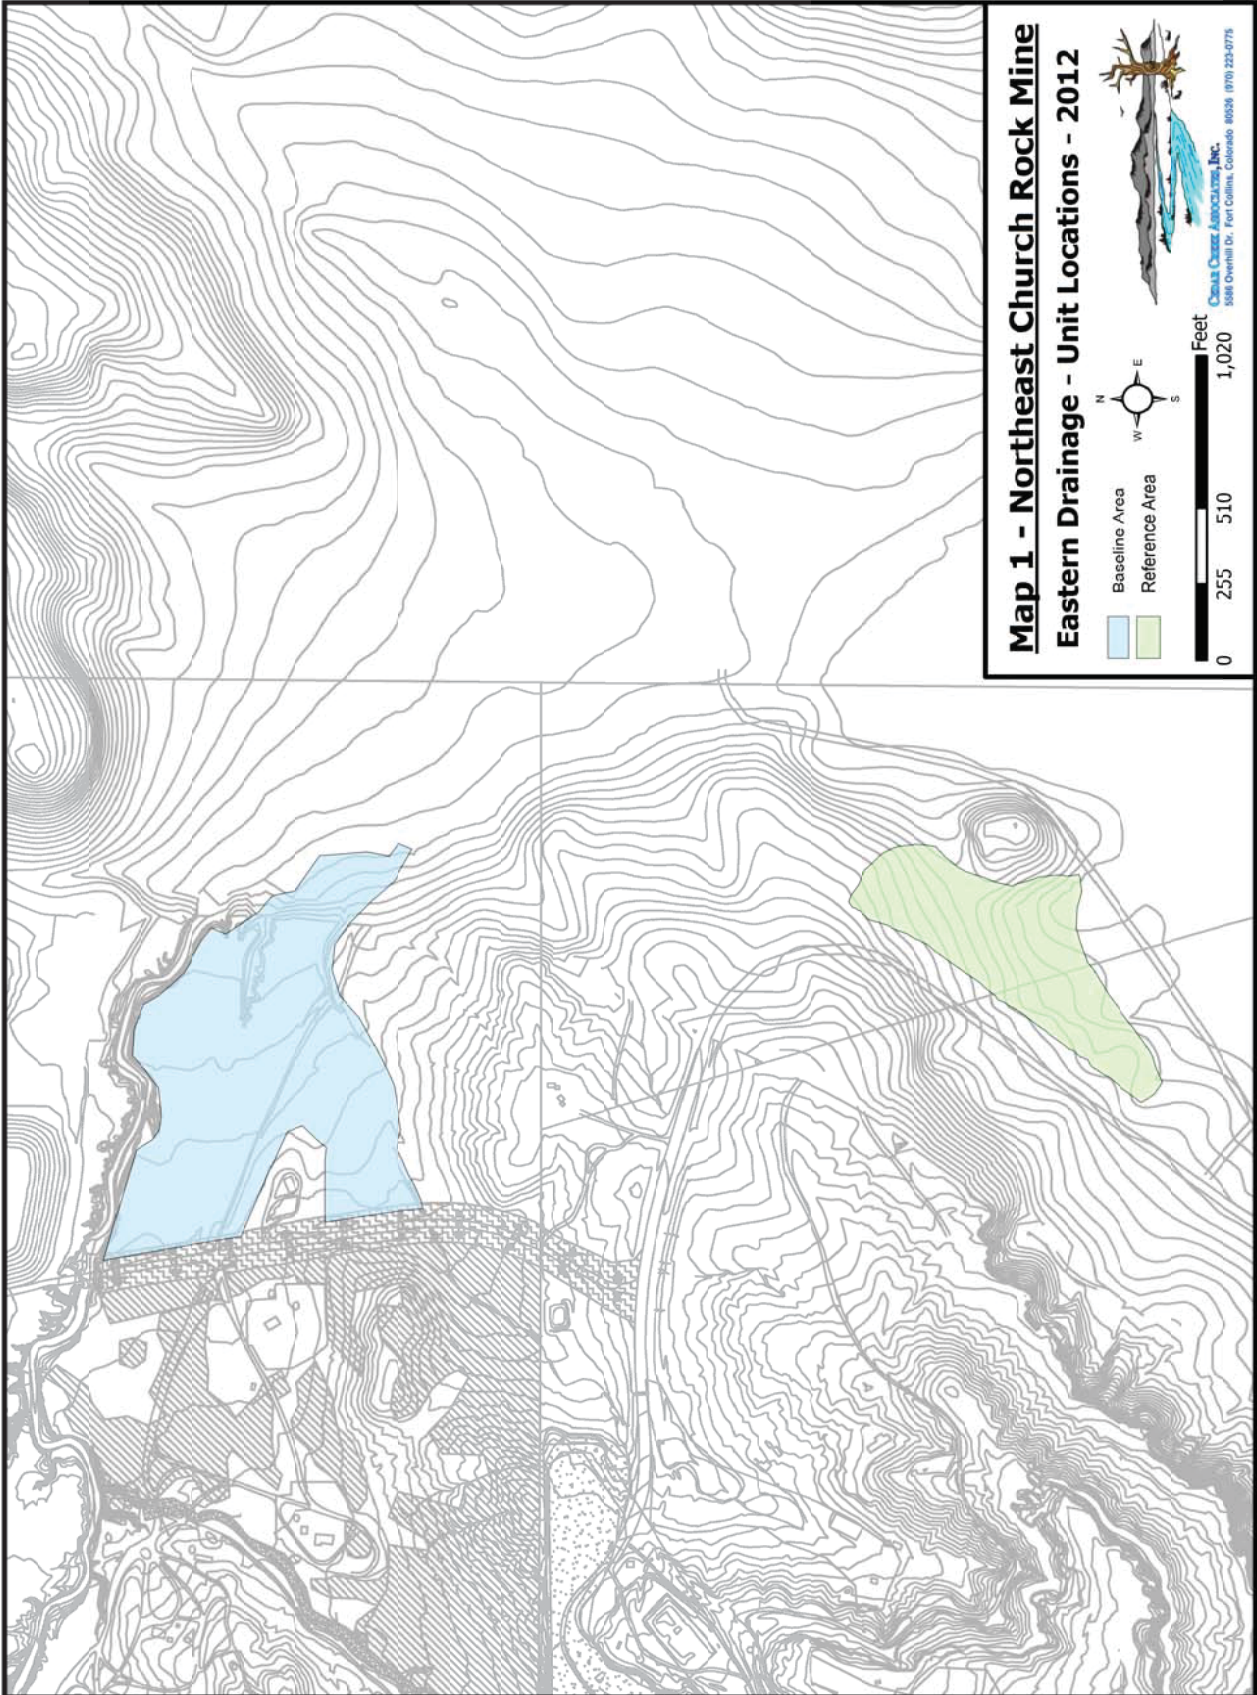 Map 1 - Northeast Church Rock Mine
Eastern Drainage - Unit Locations - 2012
Baseline Area
Reference Area
N
W E
S
Feet
0 255 510 1,020
CEDAR CREEK ASSOCIATES, INC.
5586 Overhill Dr. Fort Collins, Colorado 80526 (970) 223-0775